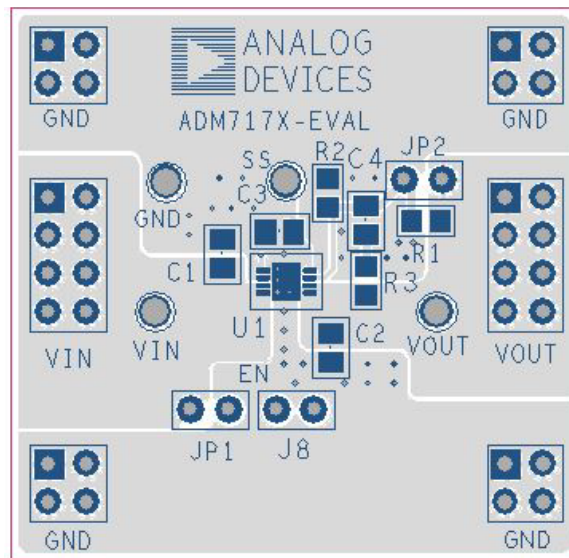 ANALOG
DEVICES
GND
GND
ADM717X-EVAL
SS
R2
C4
JP2
C3
GND
R1
C1
R3
U1
VIN
VIN
C2
VOUT
VOUT
EN
JP1
J8
GND
GND